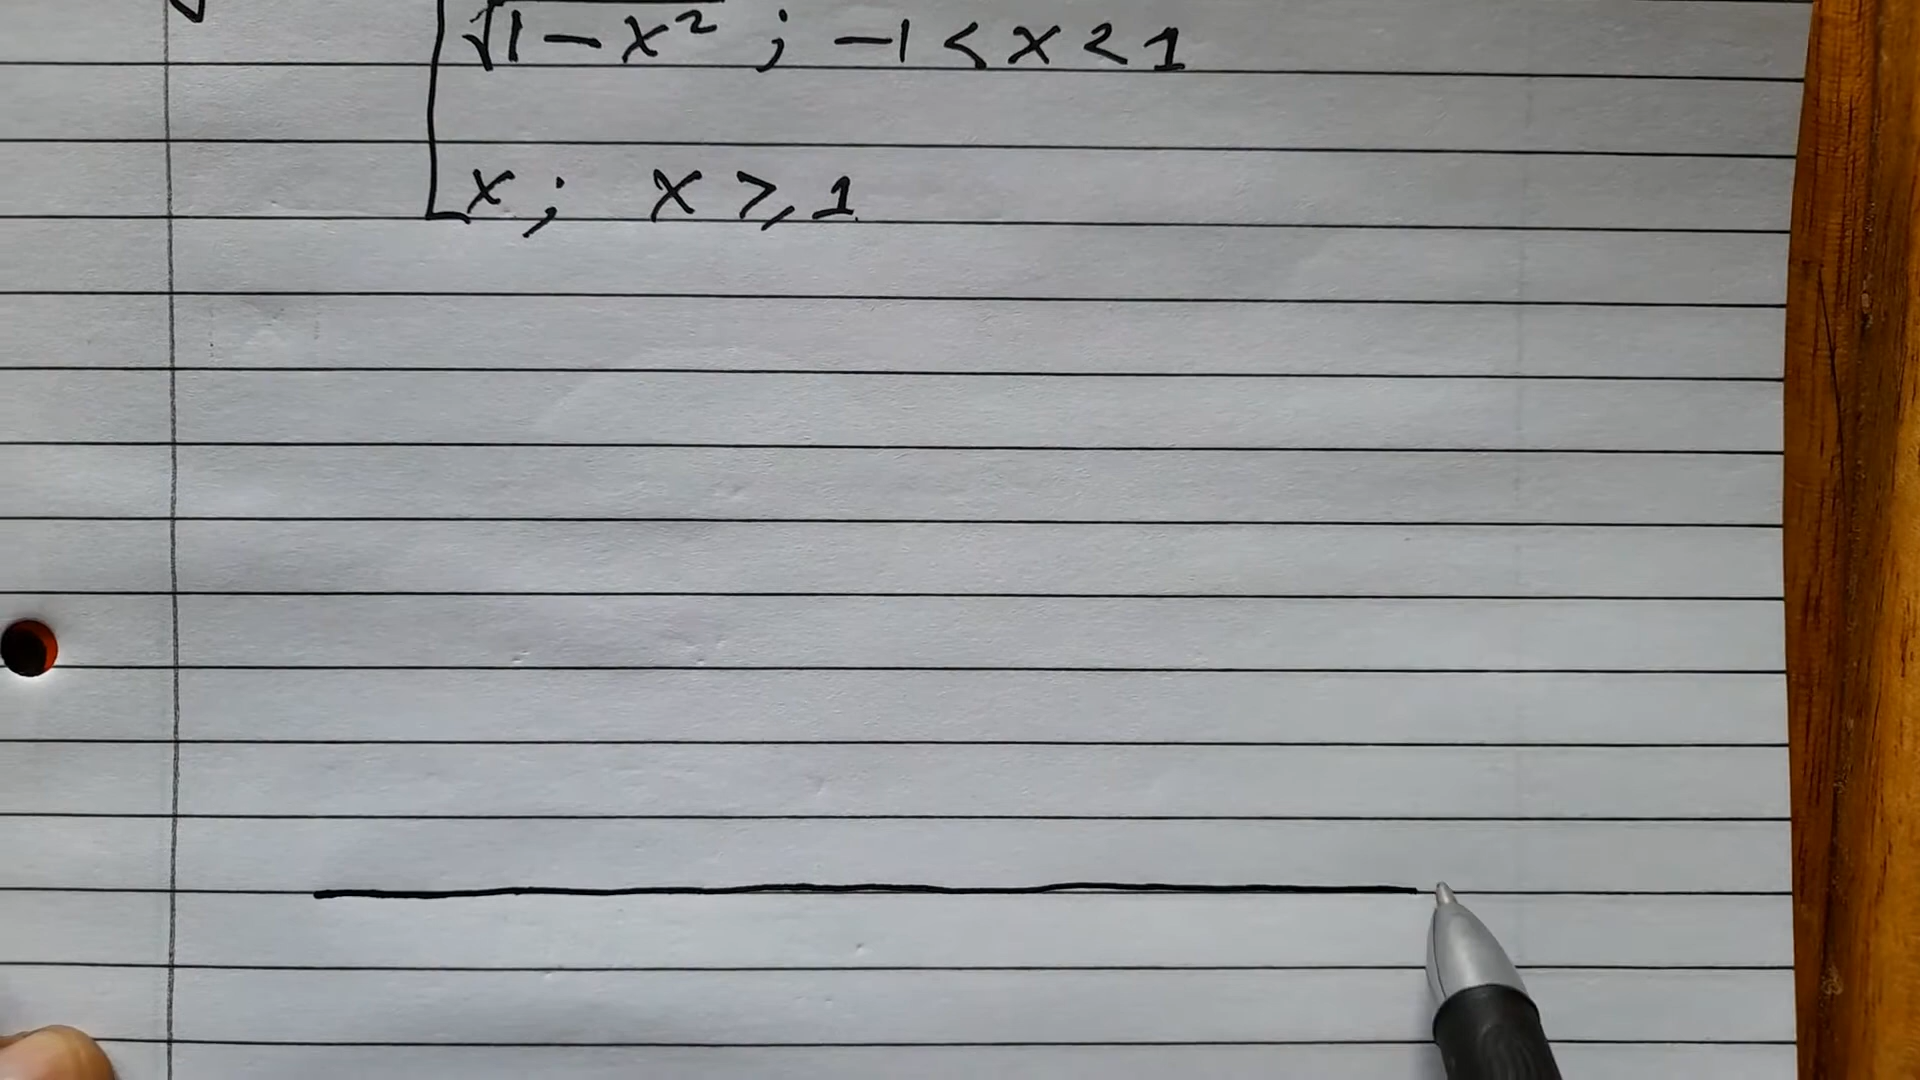 √1-x² ; -1 < x < 1
x ; x ⩾ 1